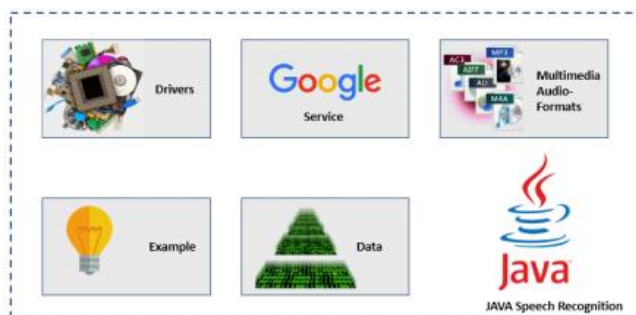 Drivers
Google
Service
AC3
MP3
AIFF
AU
M4A
Multimedia
Audio-
Formats
Example
Data
Java
JAVA Speech Recognition